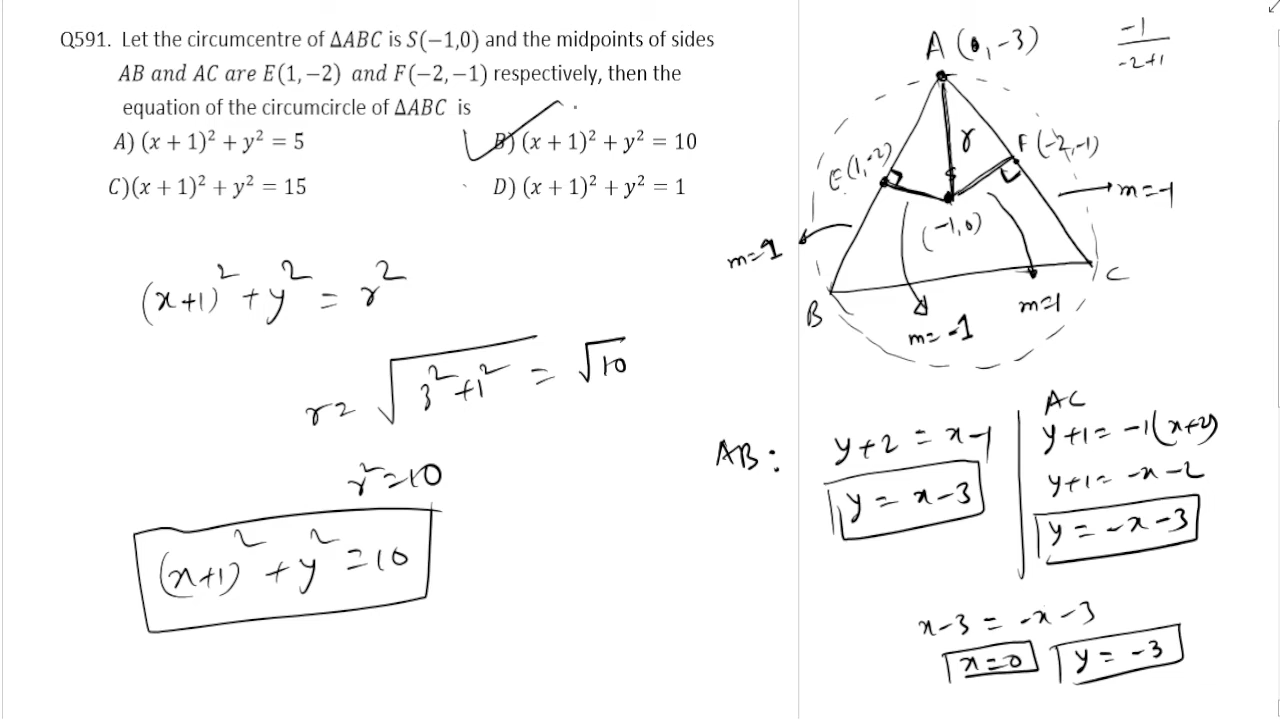 Q591. Let the circumcentre of ΔABC is S(−1,0) and the midpoints of sides
AB and AC are E(1,−2) and F(−2,−1) respectively, then the
equation of the circumcircle of ΔABC is
A) (x + 1)² + y² = 5
B) (x + 1)² + y² = 10
C)(x + 1)² + y² = 15
D) (x + 1)² + y² = 1
(x+1)² + y² = r²
r = √(3²+1²) = √10
r² = 10
(x+1)² + y² = 10
A (0, -3)
-1
-2+1
r
E(1,-2)
F(-2,-1)
S
(-1,0)
m=-1
m=1
B
C
m=-1
m=1
AB:
y+2 = x-1
y = x-3
AC
y+1 = -1(x+2)
y+1 = -x-2
y = -x-3
x-3 = -x-3
x=0
y = -3